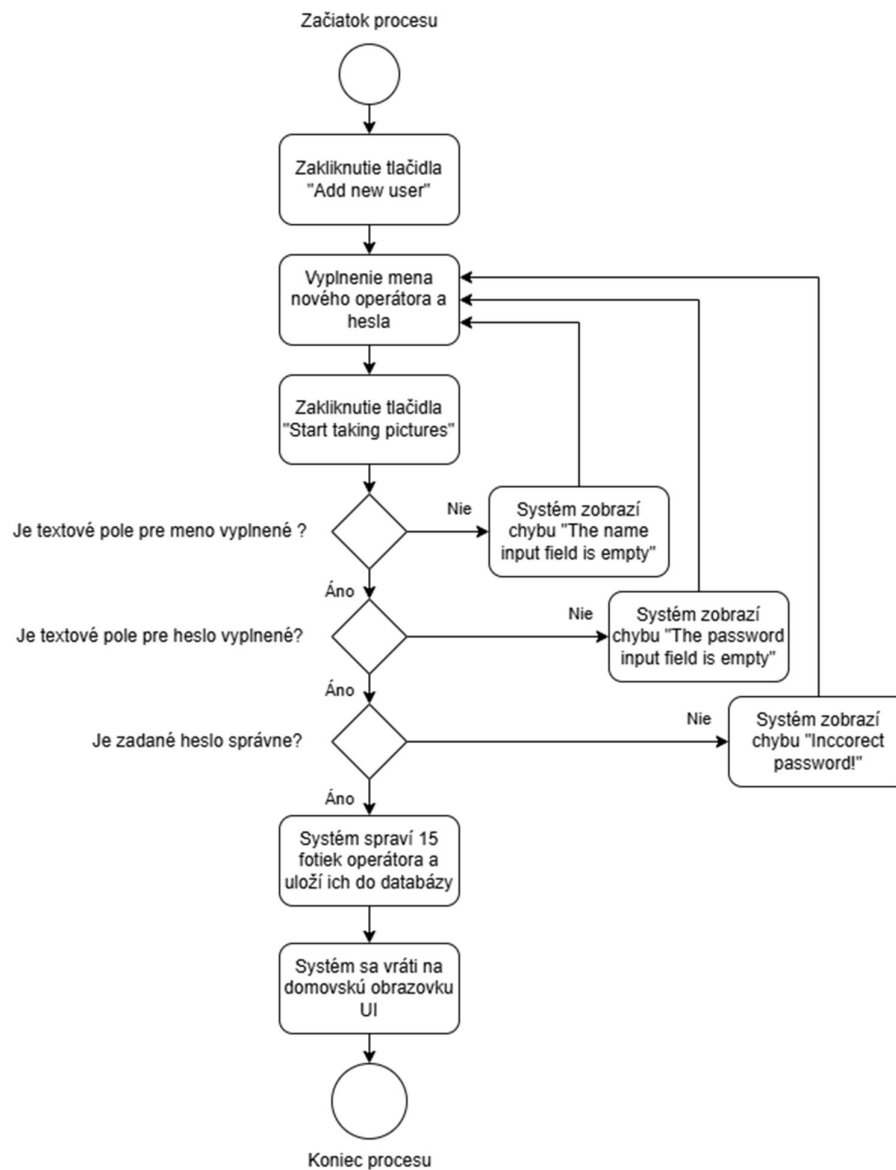 Začiatok procesu
Zakliknutie tlačidla
"Add new user"
Vyplnenie mena
nového operátora a
hesla
Zakliknutie tlačidla
"Start taking pictures"
Je textové pole pre meno vyplnené ?
Nie
Systém zobrazí
chybu "The name
input field is empty"
Áno
Je textové pole pre heslo vyplnené?
Nie
Systém zobrazí
chybu "The password
input field is empty"
Áno
Je zadané heslo správne?
Nie
Systém zobrazí
chybu "Inccorect
password!"
Áno
Systém spraví 15
fotiek operátora a
uloží ich do databázy
Systém sa vráti na
domovskú obrazovku
UI
Koniec procesu